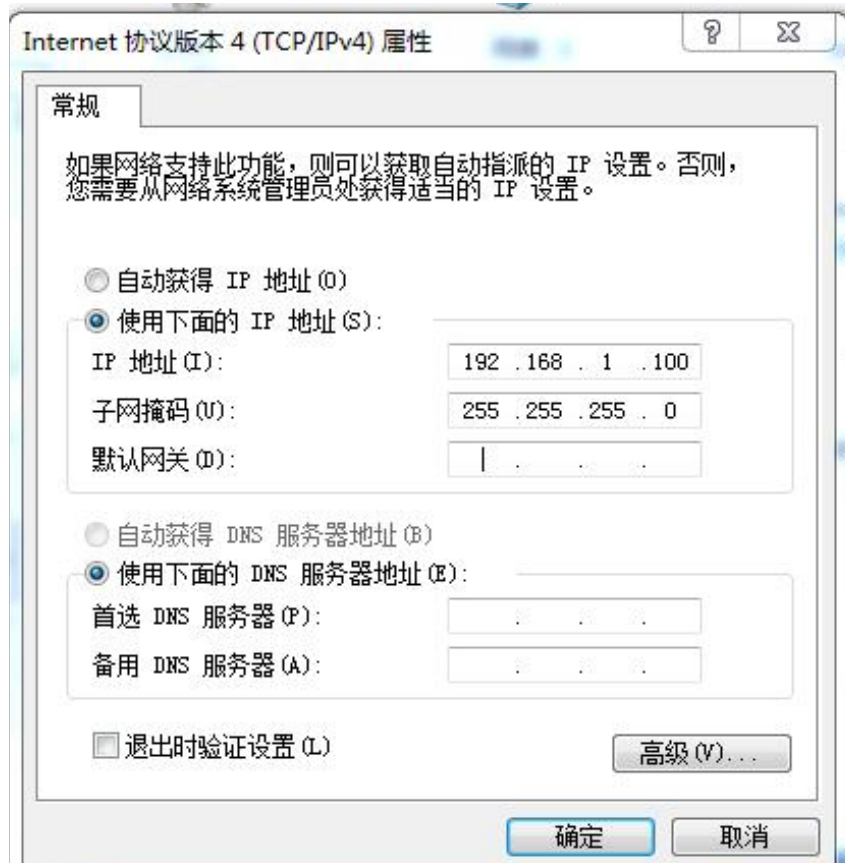 Internet 协议版本 4 (TCP/IPv4) 属性
常规
如果网络支持此功能，则可以获取自动指派的 IP 设置。否则，
您需要从网络系统管理员处获得适当的 IP 设置。
自动获得 IP 地址(O)
使用下面的 IP 地址(S):
IP 地址(I): 192 .168 . 1 .100
子网掩码(U): 255 .255 .255 . 0
默认网关(D): . . .
自动获得 DNS 服务器地址(B)
使用下面的 DNS 服务器地址(E):
首选 DNS 服务器(P): . . .
备用 DNS 服务器(A): . . .
退出时验证设置(L)
高级(V)...
确定 取消